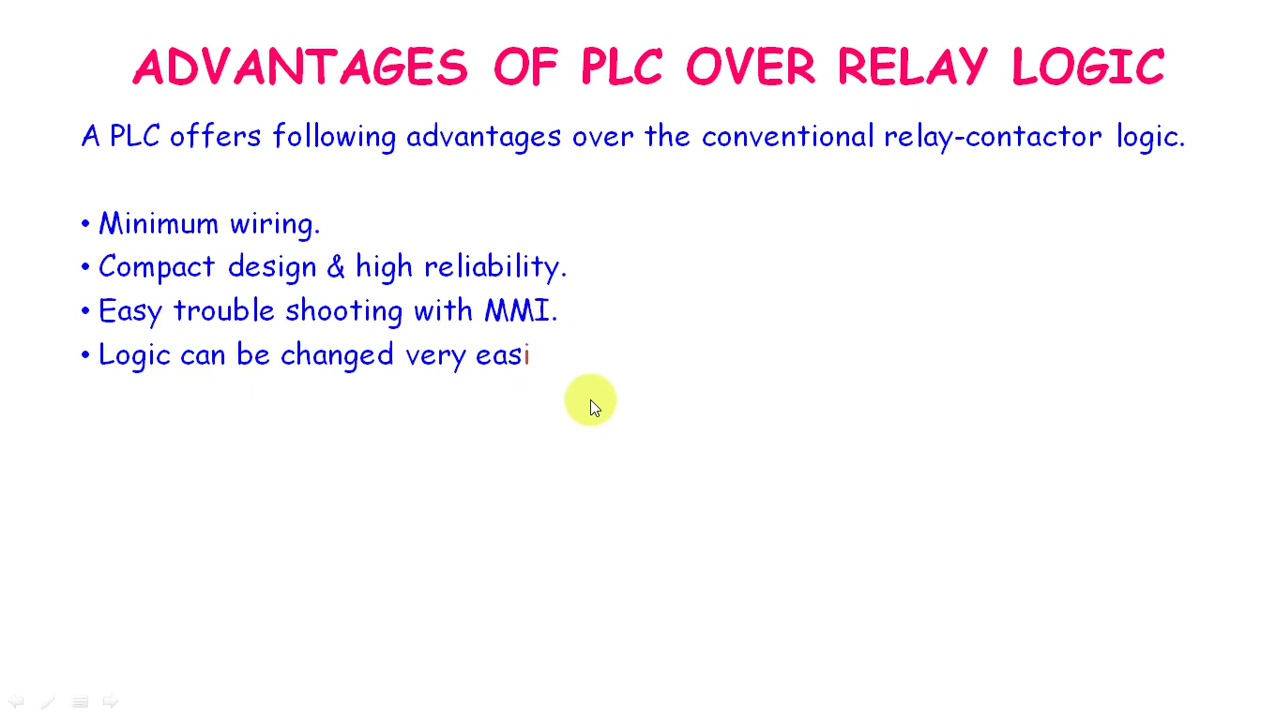 ADVANTAGES OF PLC OVER RELAY LOGIC
A PLC offers following advantages over the conventional relay-contactor logic.
• Minimum wiring.
• Compact design & high reliability.
• Easy trouble shooting with MMI.
• Logic can be changed very easi